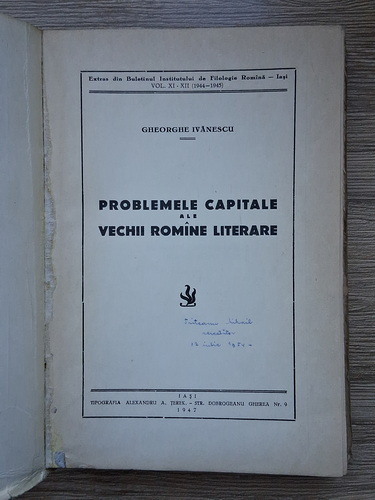 Extras din Buletinul Institutului de Filologie Romînă — Iași
VOL. XI - XII (1944—1945)
GHEORGHE IVĂNESCU
PROBLEMELE CAPITALE
ALE
VECHII ROMÎNE LITERARE
IAȘI
TIPOGRAFIA ALEXANDRU A. ȚEREK. — STR. DOBROGEANU GHEREA Nr. 9
1947